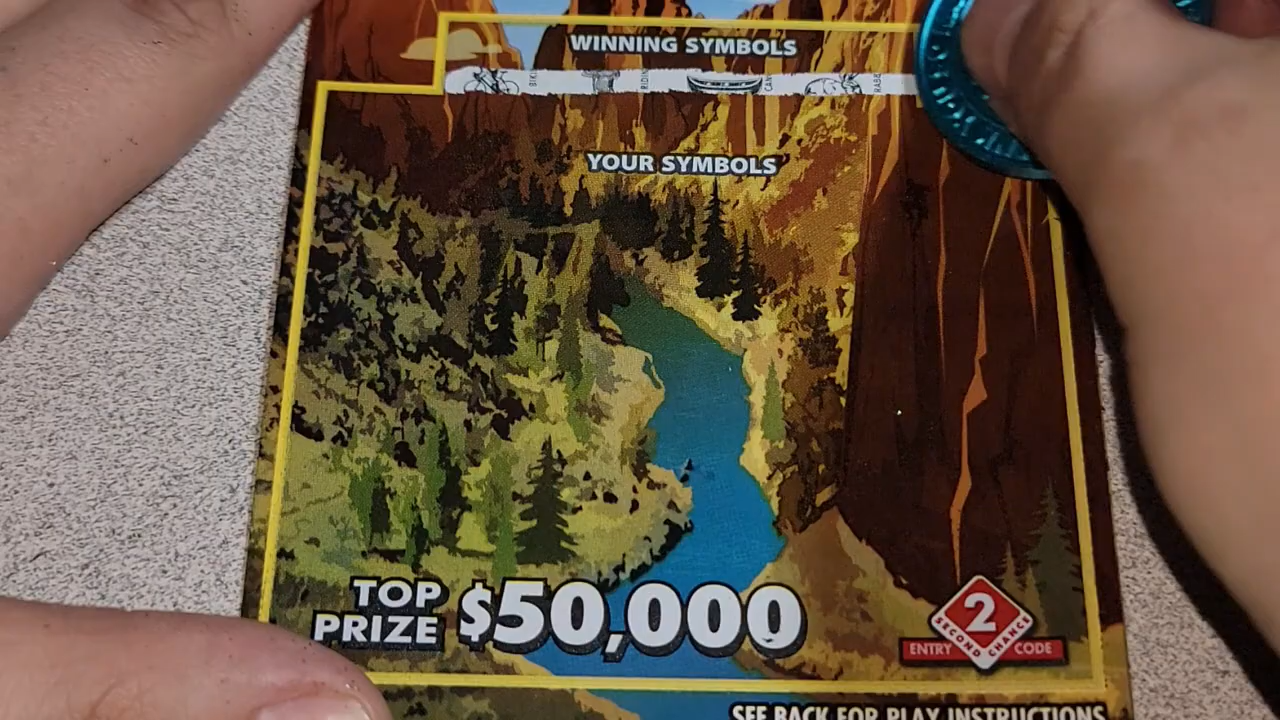 WINNING SYMBOLS
YOUR SYMBOLS
TOP
PRIZE $50,000
2
SECOND CHANCE
ENTRY CODE
SEE BACK FOR PLAY INSTRUCTIONS